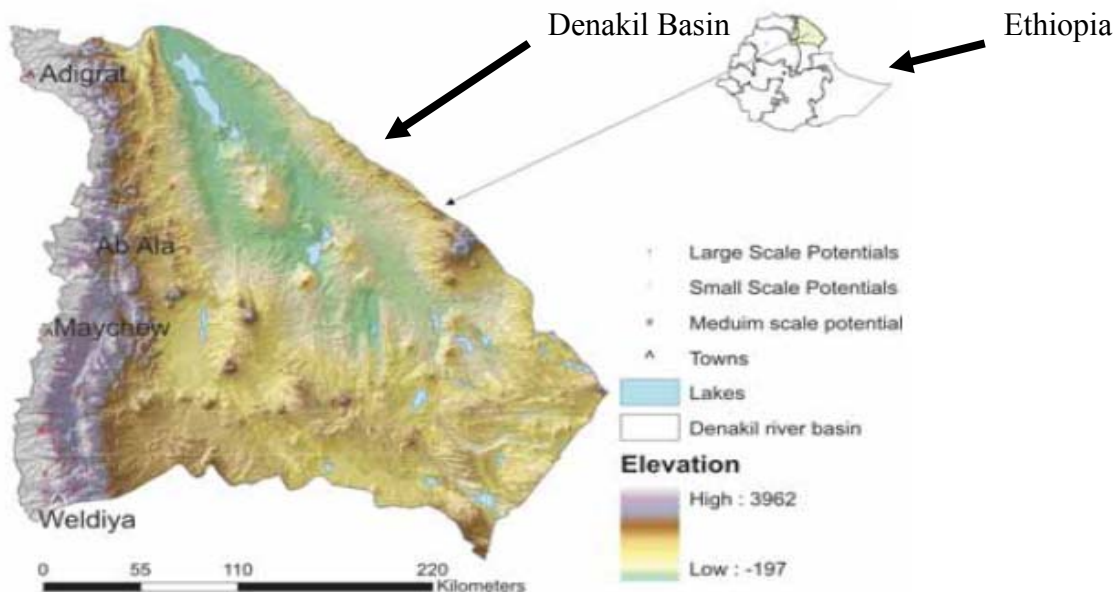 Denakil Basin
Ethiopia
Adigrat
Ab Ala
Maychew
Weldiya
Large Scale Potentials
Small Scale Potentials
Meduim scale potential
Towns
Lakes
Denakil river basin
Elevation
High : 3962
Low : -197
0 55 110 220
Kilometers